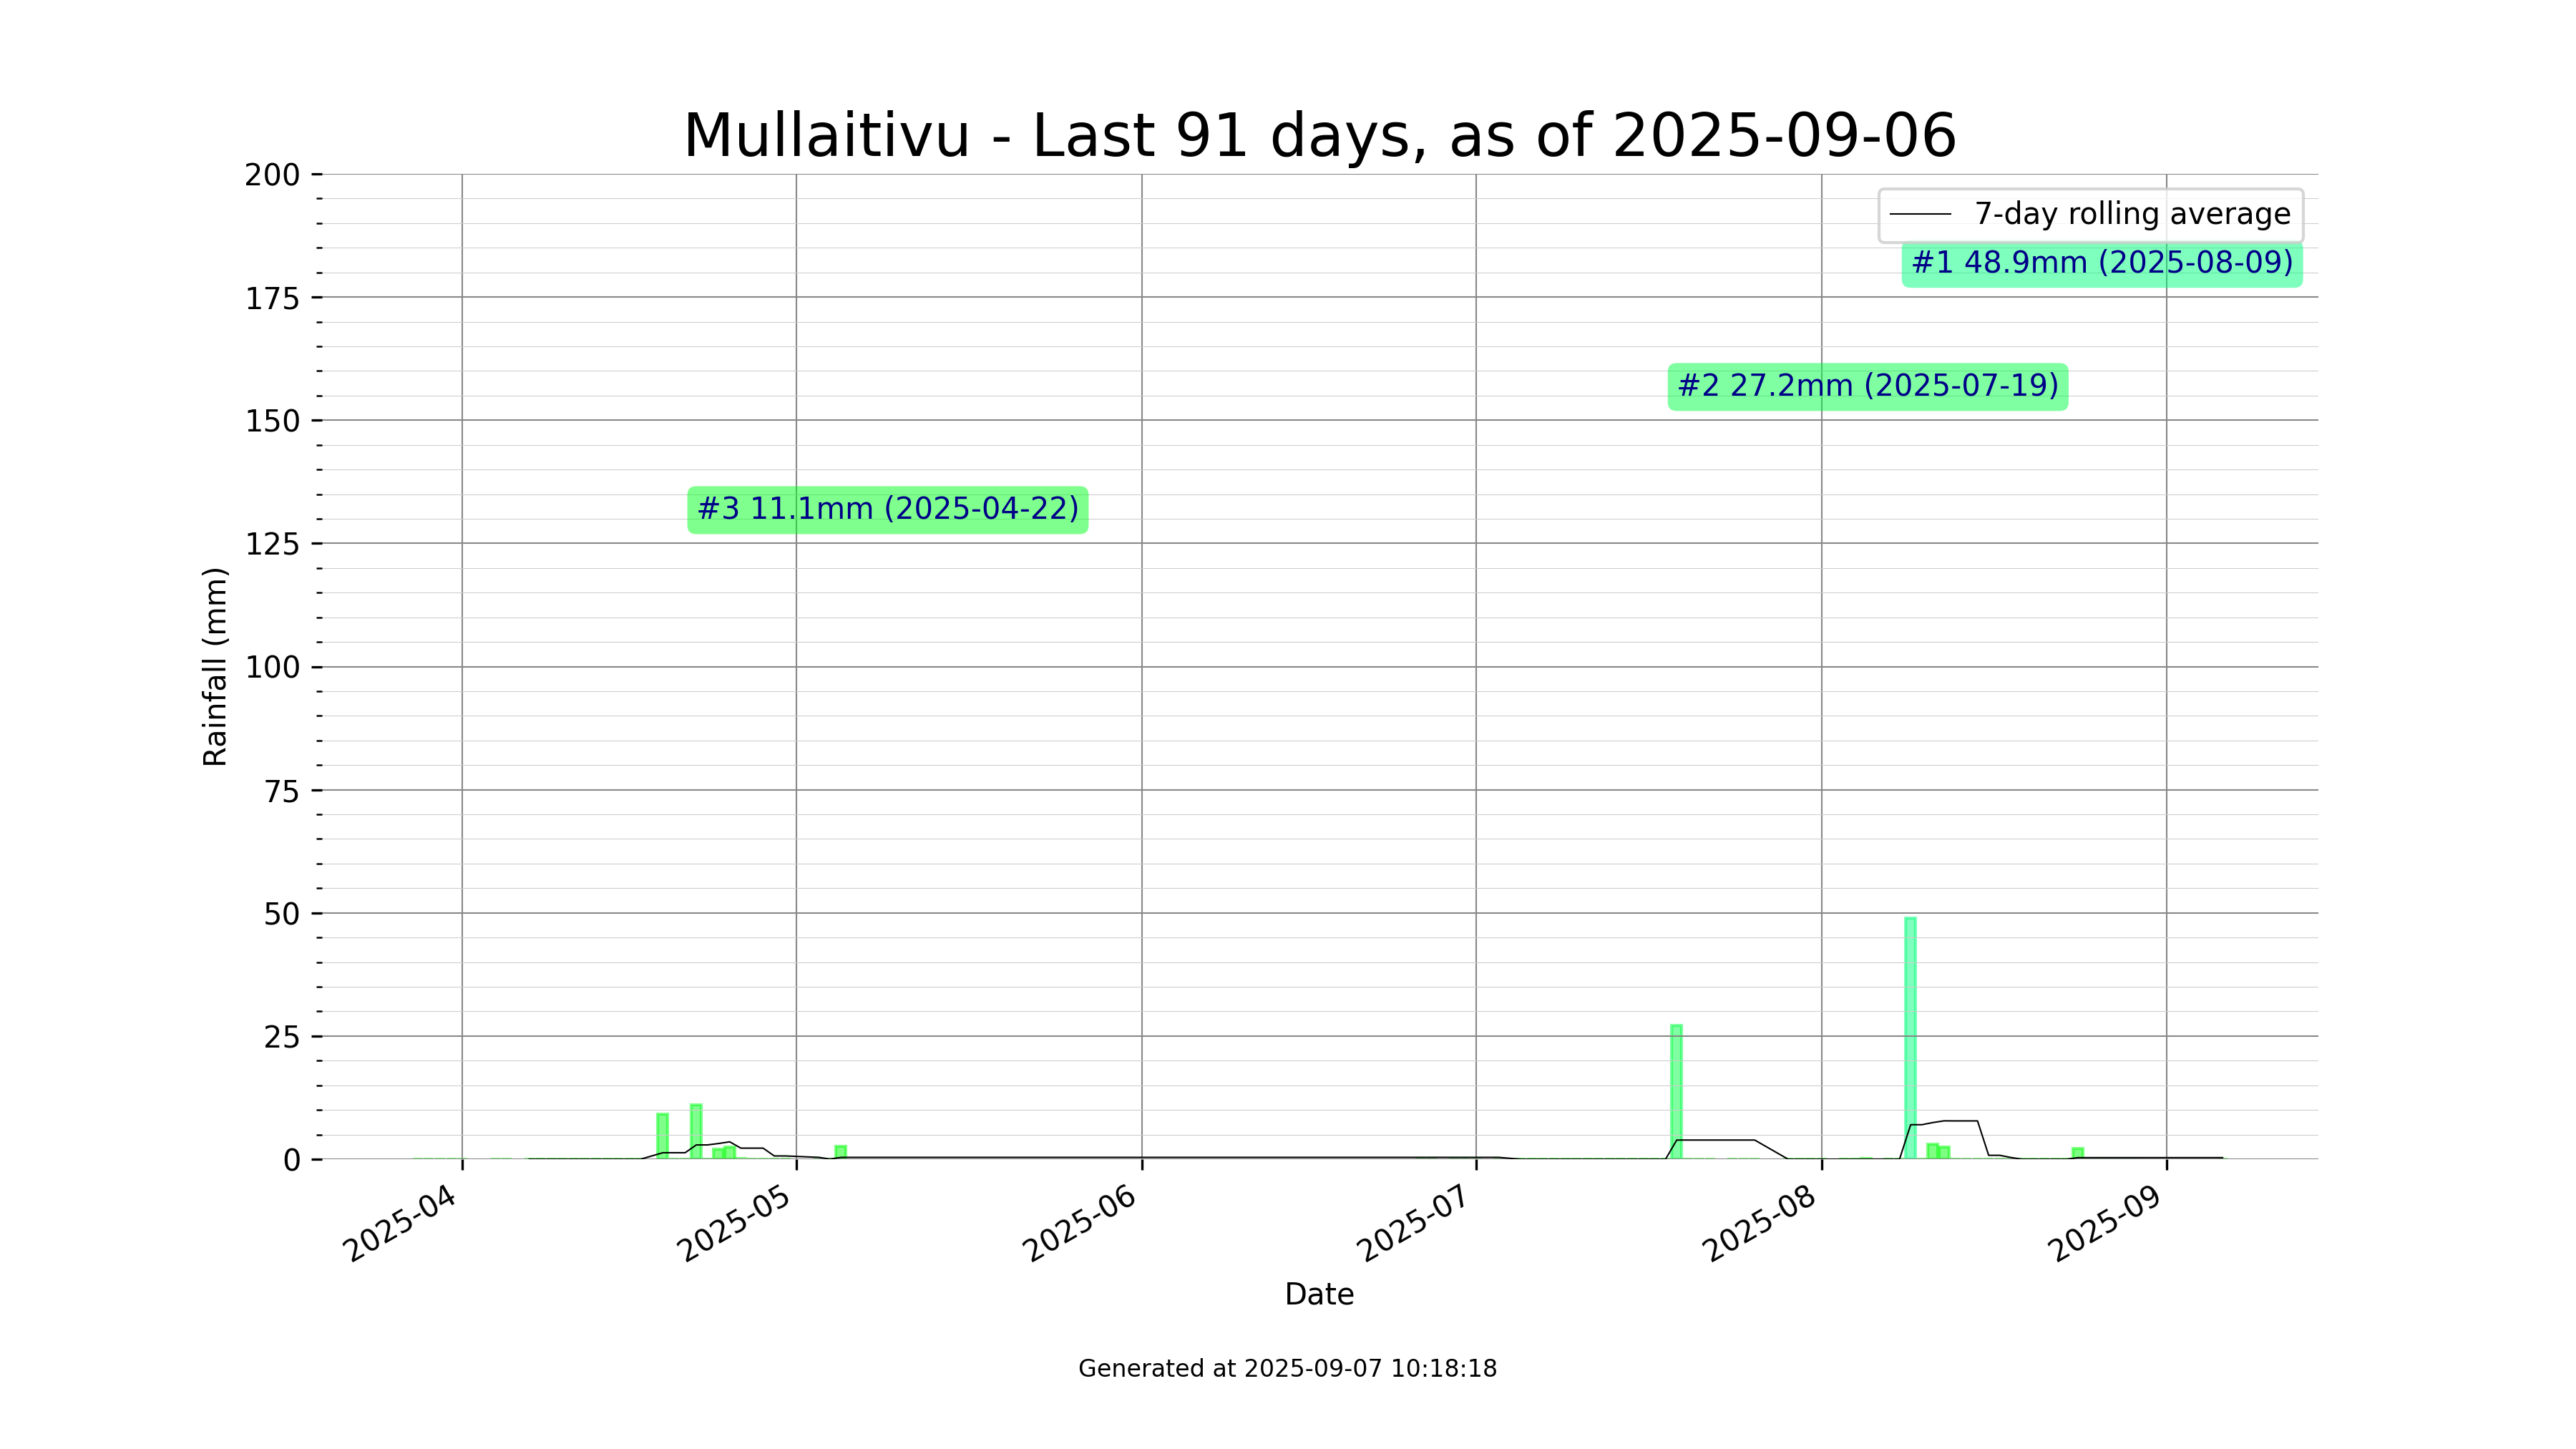 Mullaitivu - Last 91 days, as of 2025-09-06
200
175
150
125
100
75
50
25
0
Rainfall (mm)
7-day rolling average
#1 48.9mm (2025-08-09)
#2 27.2mm (2025-07-19)
#3 11.1mm (2025-04-22)
2025-04
2025-05
2025-06
2025-07
2025-08
2025-09
Date
Generated at 2025-09-07 10:18:18